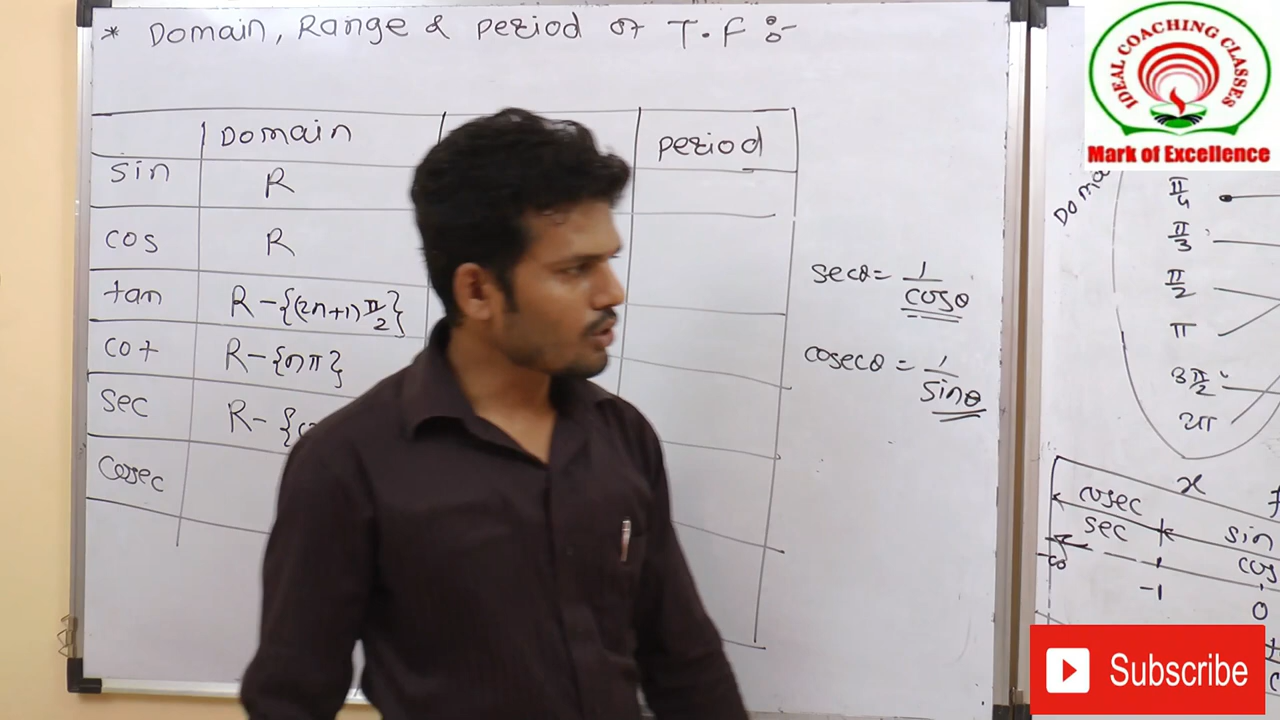 * Domain, Range & Period of T.F :-
Domain
Period
sin R
cos R
tan R-{(2n+1)π/2}
cot R-{nπ}
sec R-{
Cosec
secθ = 1/cosθ
cosecθ = 1/sinθ
IDEAL COACHING CLASSES
Mark of Excellence
π/4
π/3
π/2
π
3π/2
2π
x
cosec
sec sin
-∞ cos
-1 0
Subscribe